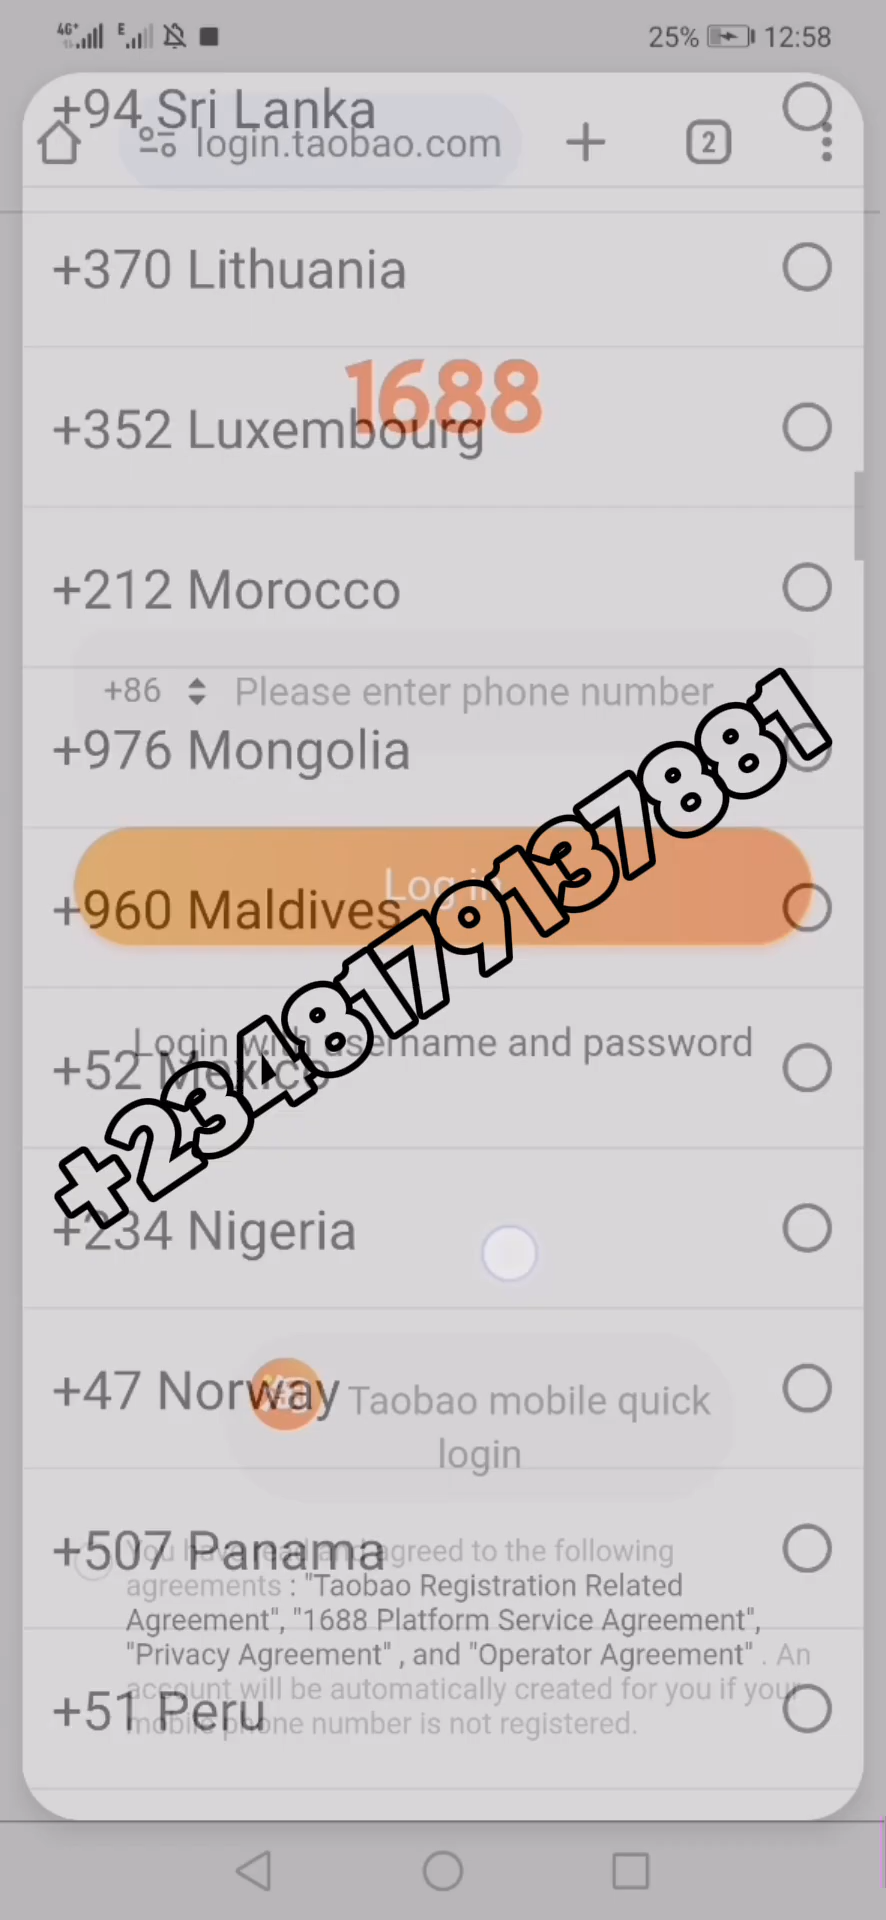 4G+ E 25% 12:58
+94 Sri Lanka
login.taobao.com 2
+370 Lithuania
1688
+352 Luxembourg
+212 Morocco
+86 Please enter phone number
+976 Mongolia
Log in
+960 Maldives
Login with username and password
+52 Mexico
+2348179137881
+234 Nigeria
+47 Norway
Taobao mobile quick
login
+507 Panama
You have read and agreed to the following
agreements : "Taobao Registration Related
Agreement", "1688 Platform Service Agreement",
"Privacy Agreement" , and "Operator Agreement" . An
account will be automatically created for you if your
mobile phone number is not registered.
+51 Peru